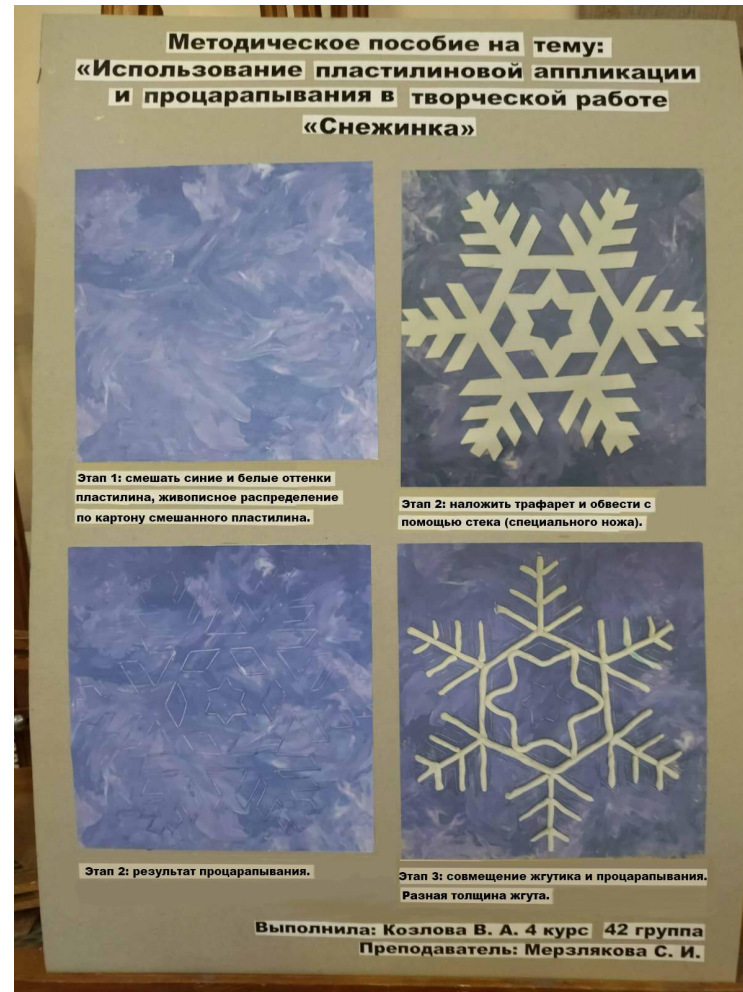 Методическое пособие на тему:
«Использование пластилиновой аппликации
и процарапывания в творческой работе
«Снежинка»
Этап 1: смешать синие и белые оттенки
пластилина, живописное распределение
по картону смешанного пластилина.
Этап 2: наложить трафарет и обвести с
помощью стека (специального ножа).
Этап 2: результат процарапывания.
Этап 3: совмещение жгутика и процарапывания.
Разная толщина жгута.
Выполнила: Козлова В. А. 4 курс 42 группа
Преподаватель: Мерзлякова С. И.